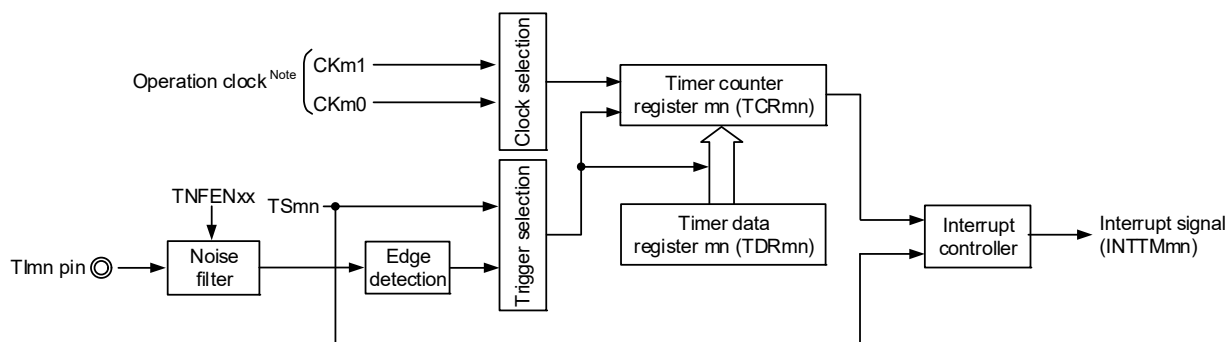 Operation clock Note
CKm1
CKm0
Clock selection
Timer counter
register mn (TCRmn)
TNFENxx
TSmn
Trigger selection
Timer data
register mn (TDRmn)
Interrupt
controller
Interrupt signal
(INTTMmn)
TImn pin
Noise
filter
Edge
detection